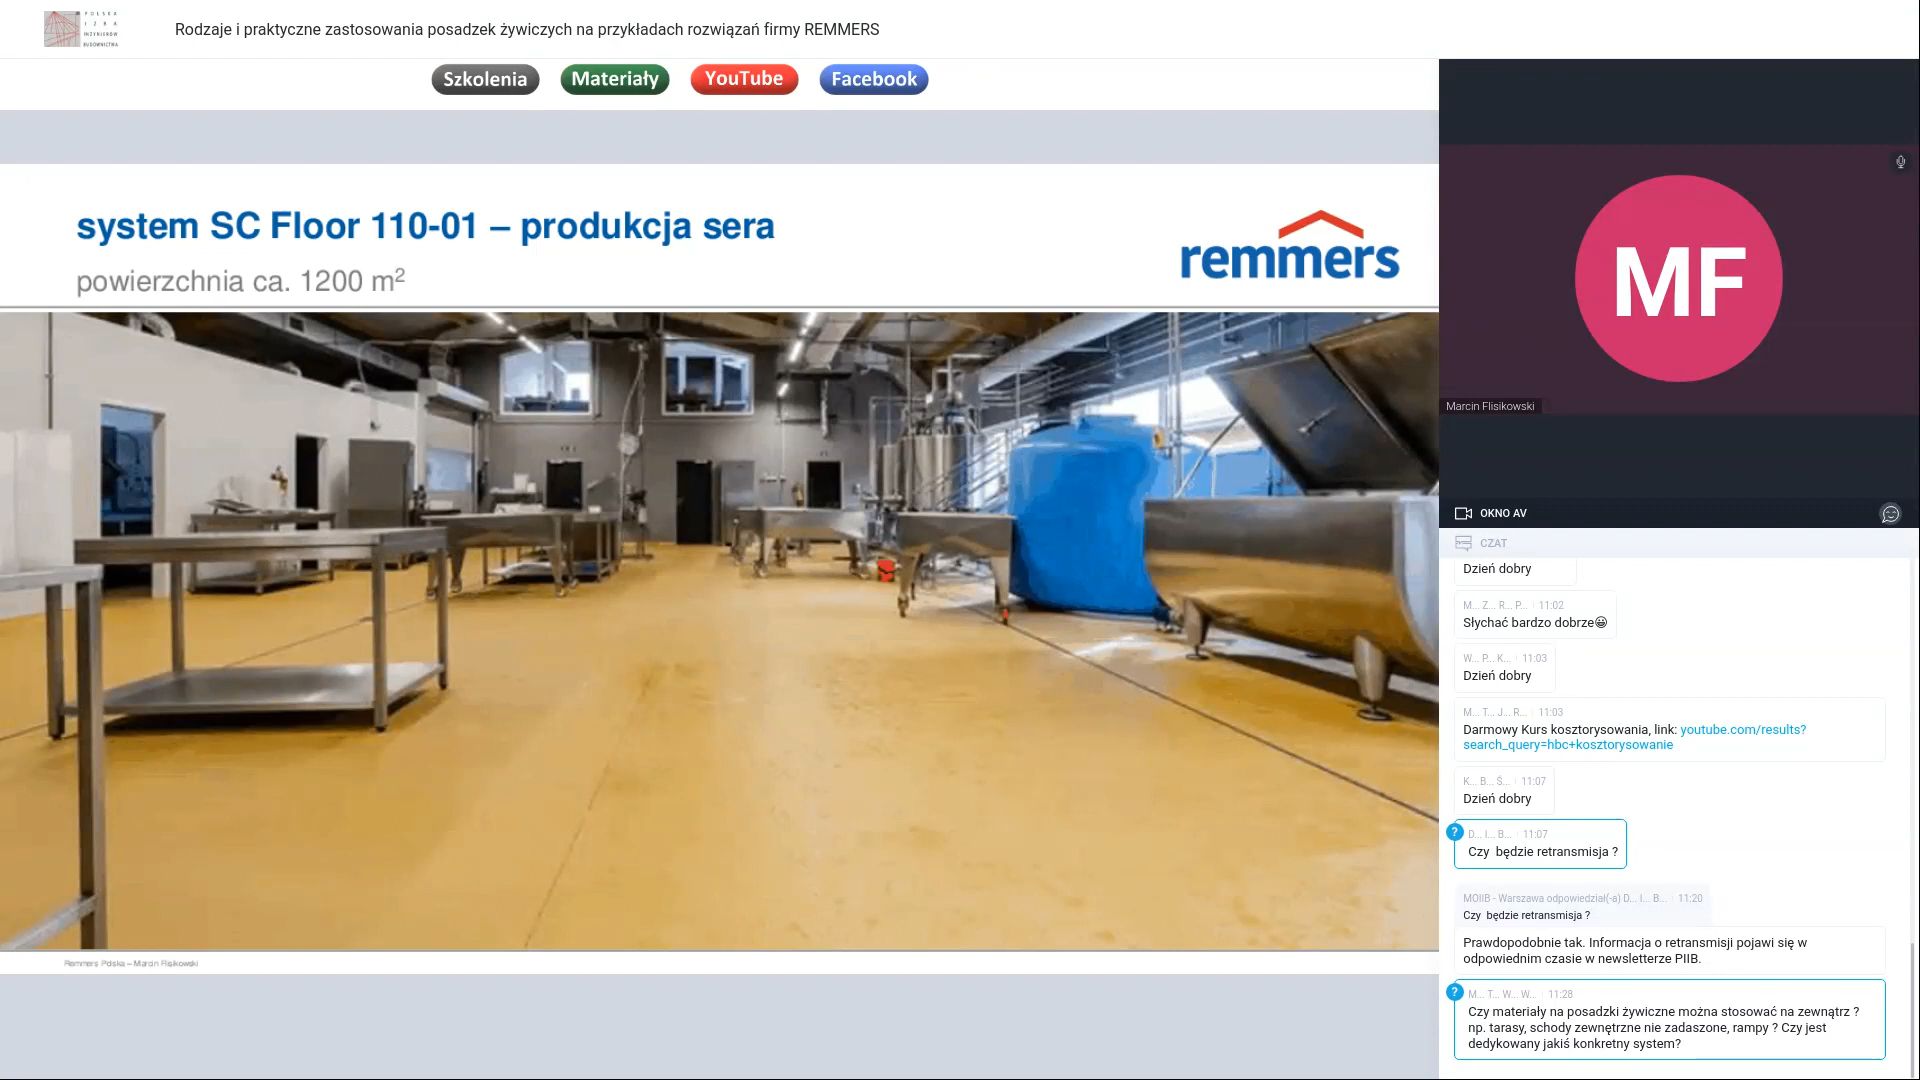 POLSKA
IZBA
INŻYNIERÓW
BUDOWNICTWA
Rodzaje i praktyczne zastosowania posadzek żywicznych na przykładach rozwiązań firmy REMMERS
Szkolenia
Materiały
YouTube
Facebook
system SC Floor 110-01 – produkcja sera
powierzchnia ca. 1200 m²
remmers
Remmers Polska – Marcin Flisikowski
MF
Marcin Flisikowski
OKNO AV
CZAT
Dzień dobry
M... Z... R... P... 11:02
Słychać bardzo dobrze😀
W... P... K... 11:03
Dzień dobry
M... T... J... R... 11:03
Darmowy Kurs kosztorysowania, link: youtube.com/results?
search_query=hbc+kosztorysowanie
K... B... Ś... 11:07
Dzień dobry
?
D... I... B... 11:07
Czy będzie retransmisja ?
MOIIB - Warszawa odpowiedział(-a) D... I... B... 11:20
Czy będzie retransmisja ?
Prawdopodobnie tak. Informacja o retransmisji pojawi się w
odpowiednim czasie w newsletterze PIIB.
?
M... T... W... W... 11:28
Czy materiały na posadzki żywiczne można stosować na zewnątrz ?
np. tarasy, schody zewnętrzne nie zadaszone, rampy ? Czy jest
dedykowany jakiś konkretny system?